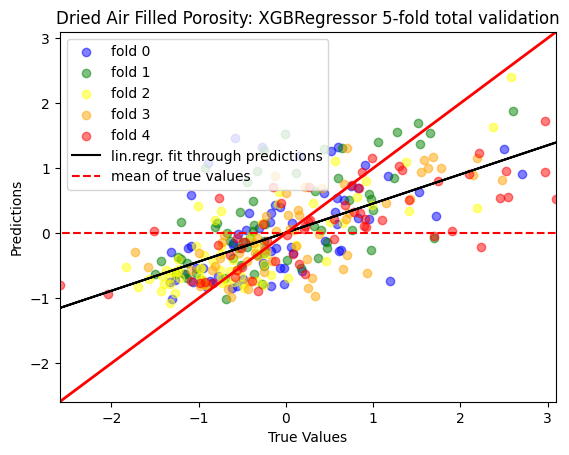 Dried Air Filled Porosity: XGBRegressor 5-fold total validation
fold 0
fold 1
fold 2
fold 3
fold 4
lin.regr. fit through predictions
mean of true values
Predictions
3
2
1
0
−1
−2
−2
−1
0
1
2
3
True Values